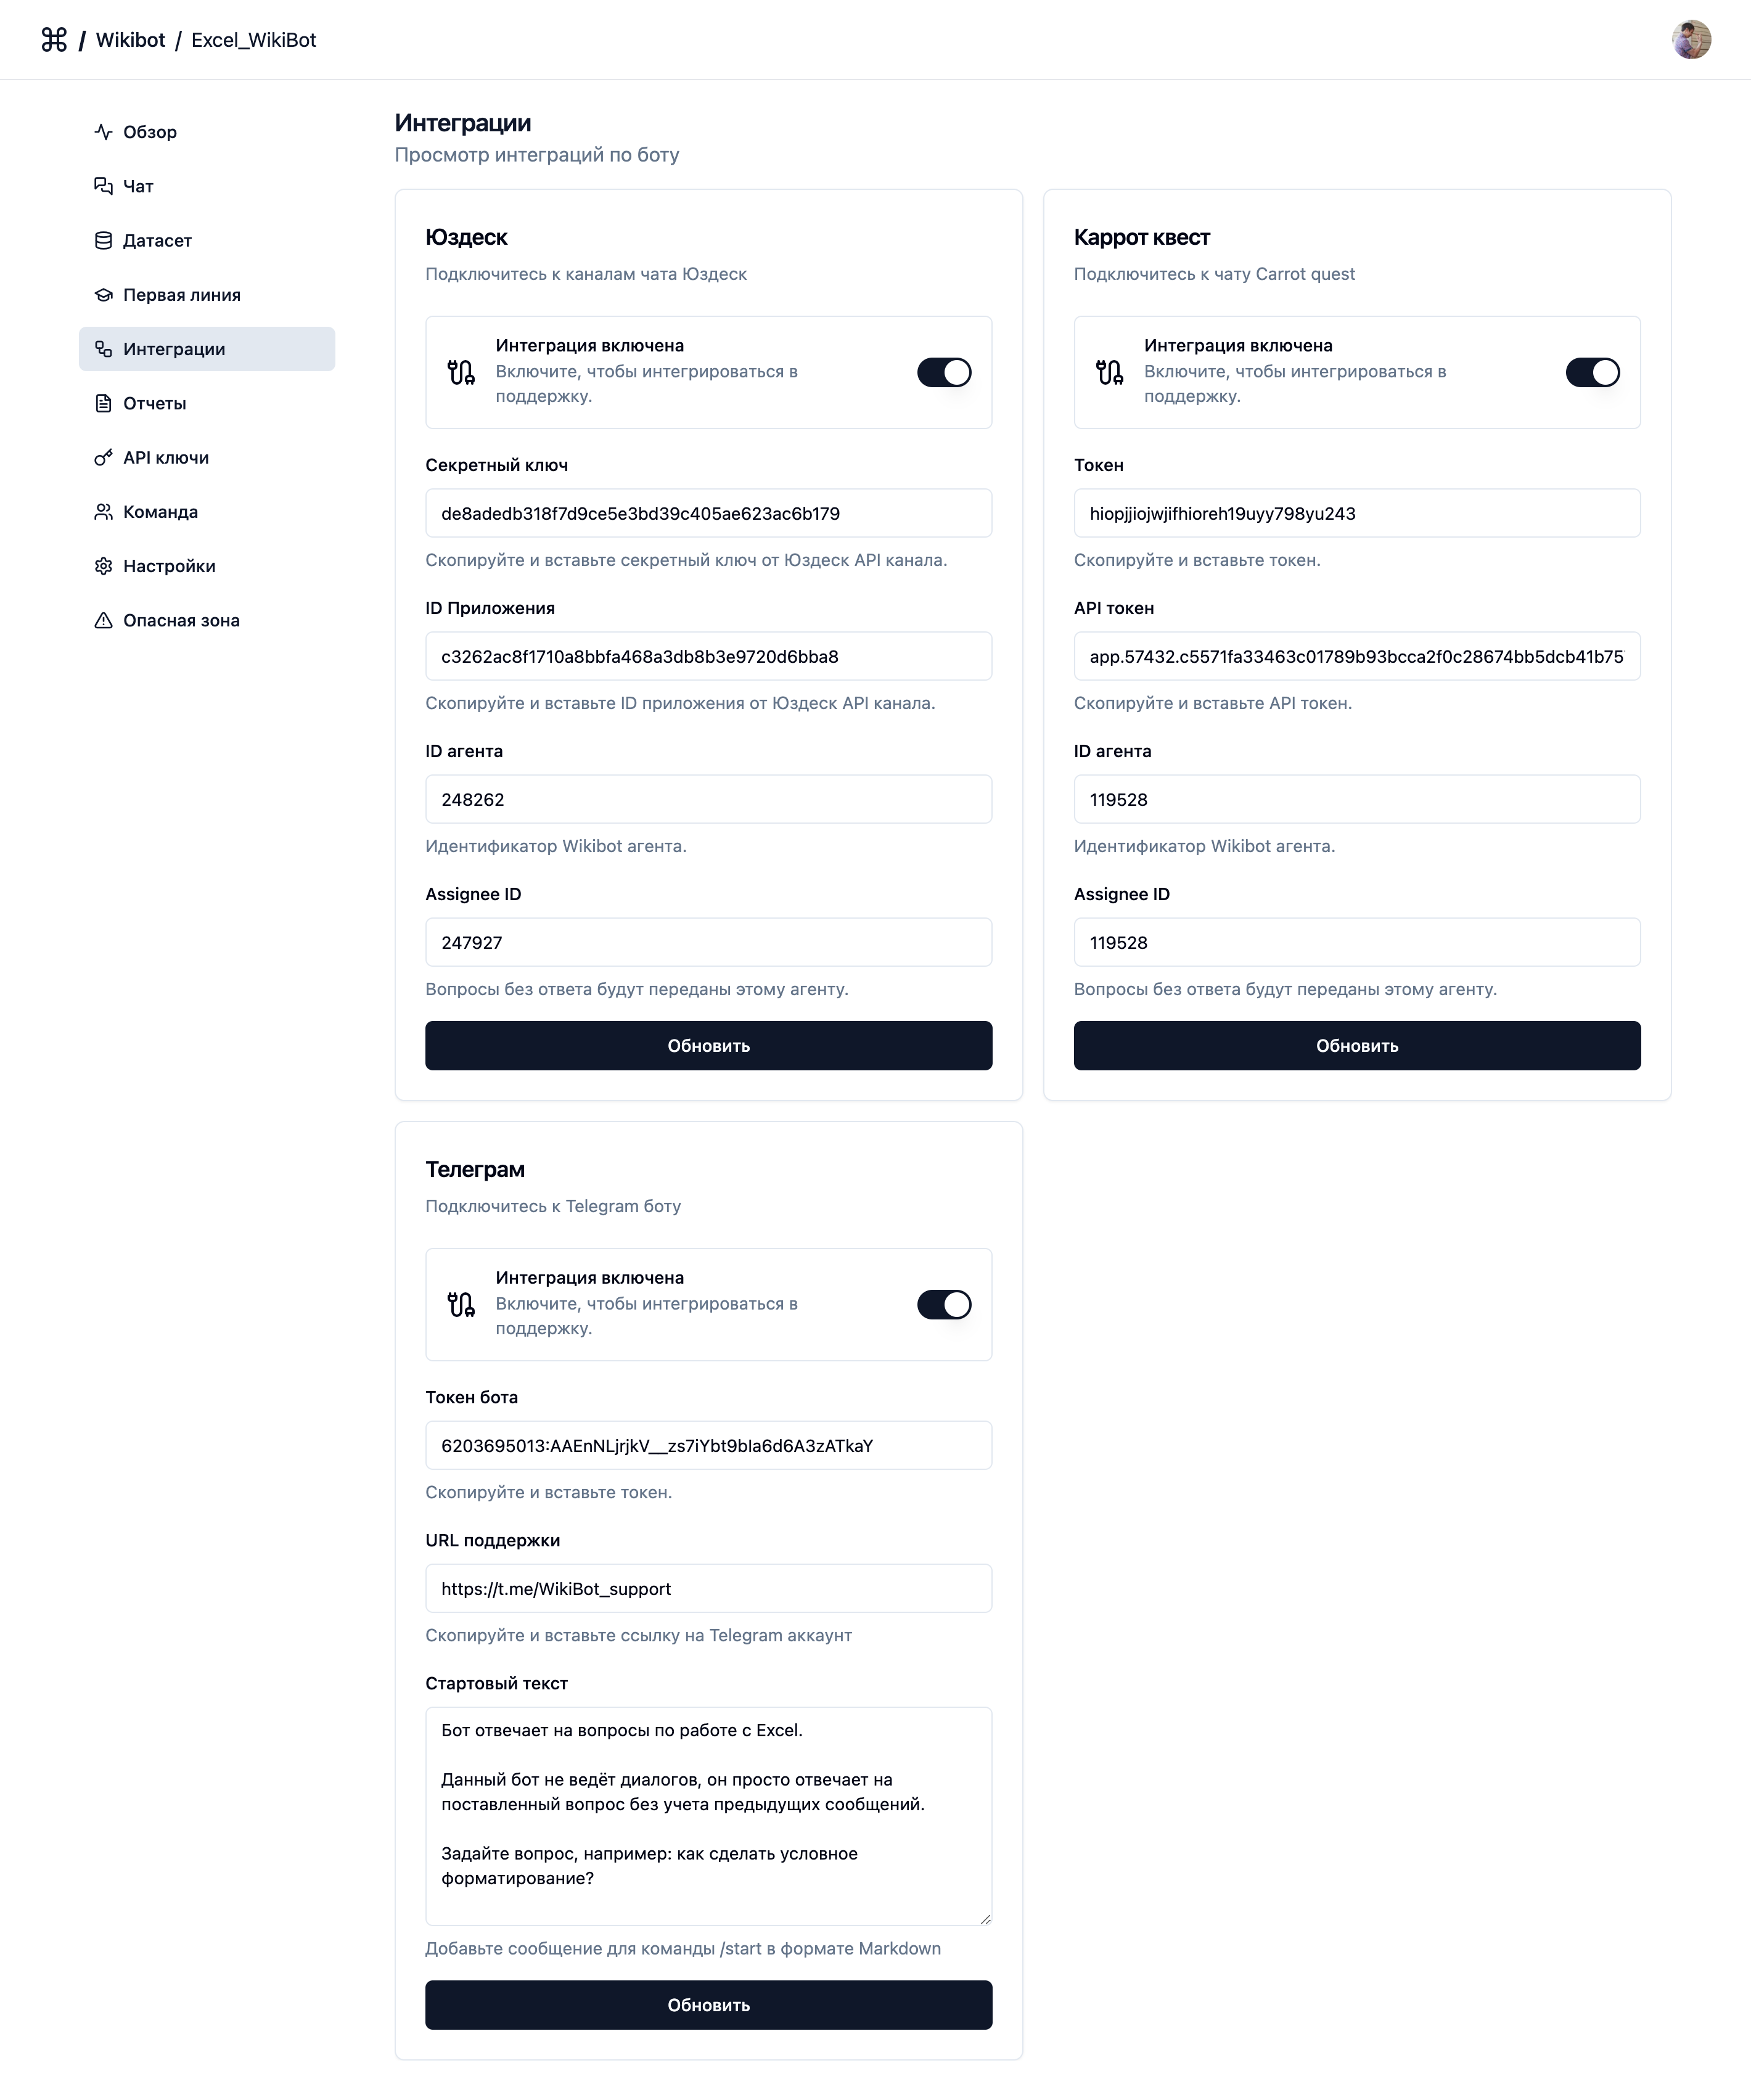 / Wikibot / Excel_WikiBot
Обзор
Чат
Датасет
Первая линия
Интеграции
Отчеты
API ключи
Команда
Настройки
Опасная зона
Интеграции
Просмотр интеграций по боту
Юздеск
Подключитесь к каналам чата Юздеск
Интеграция включена
Включите, чтобы интегрироваться в
поддержку.
Секретный ключ
de8adedb318f7d9ce5e3bd39c405ae623ac6b179
Скопируйте и вставьте секретный ключ от Юздеск API канала.
ID Приложения
c3262ac8f1710a8bbfa468a3db8b3e9720d6bba8
Скопируйте и вставьте ID приложения от Юздеск API канала.
ID агента
248262
Идентификатор Wikibot агента.
Assignee ID
247927
Вопросы без ответа будут переданы этому агенту.
Обновить
Каррот квест
Подключитесь к чату Carrot quest
Интеграция включена
Включите, чтобы интегрироваться в
поддержку.
Токен
hiopjjiojwjifhioreh19uyy798yu243
Скопируйте и вставьте токен.
API токен
app.57432.c5571fa33463c01789b93bcca2f0c28674bb5dcb41b75
Скопируйте и вставьте API токен.
ID агента
119528
Идентификатор Wikibot агента.
Assignee ID
119528
Вопросы без ответа будут переданы этому агенту.
Обновить
Телеграм
Подключитесь к Telegram боту
Интеграция включена
Включите, чтобы интегрироваться в
поддержку.
Токен бота
6203695013:AAEnNLjrjkV__zs7iYbt9bla6d6A3zATkaY
Скопируйте и вставьте токен.
URL поддержки
https://t.me/WikiBot_support
Скопируйте и вставьте ссылку на Telegram аккаунт
Стартовый текст
Бот отвечает на вопросы по работе с Excel.
Данный бот не ведёт диалогов, он просто отвечает на
поставленный вопрос без учета предыдущих сообщений.
Задайте вопрос, например: как сделать условное
форматирование?
Добавьте сообщение для команды /start в формате Markdown
Обновить